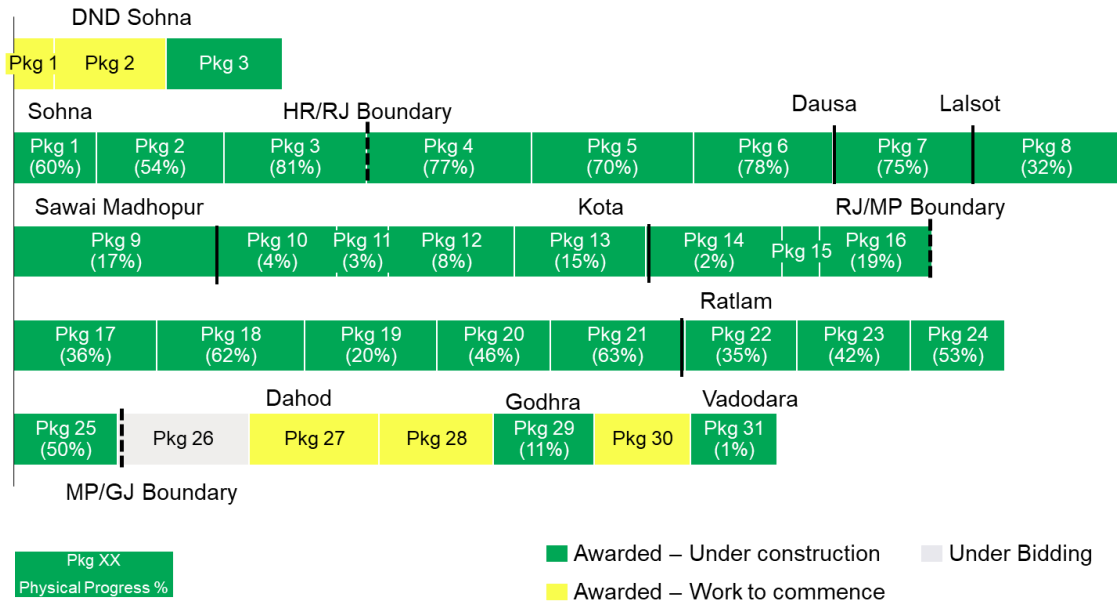 DND Sohna
Pkg 1 Pkg 2 Pkg 3
Sohna HR/RJ Boundary Dausa Lalsot
Pkg 1 Pkg 2 Pkg 3 Pkg 4 Pkg 5 Pkg 6 Pkg 7 Pkg 8
(60%) (54%) (81%) (77%) (70%) (78%) (75%) (32%)
Sawai Madhopur Kota RJ/MP Boundary
Pkg 9 Pkg 10 Pkg 11 Pkg 12 Pkg 13 Pkg 14 Pkg 15 Pkg 16
(17%) (4%) (3%) (8%) (15%) (2%) (19%)
Ratlam
Pkg 17 Pkg 18 Pkg 19 Pkg 20 Pkg 21 Pkg 22 Pkg 23 Pkg 24
(36%) (62%) (20%) (46%) (63%) (35%) (42%) (53%)
Dahod Godhra Vadodara
Pkg 25 Pkg 26 Pkg 27 Pkg 28 Pkg 29 Pkg 30 Pkg 31
(50%) (11%) (1%)
MP/GJ Boundary
Pkg XX
Physical Progress %
Awarded – Under construction Under Bidding
Awarded – Work to commence